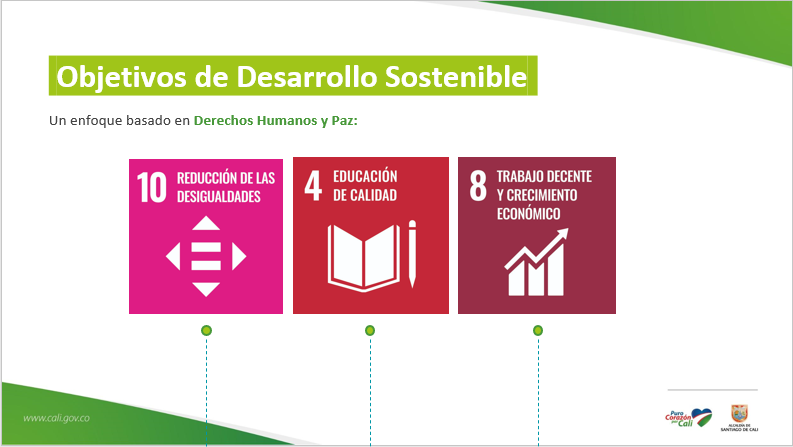 Objetivos de Desarrollo Sostenible
Un enfoque basado en Derechos Humanos y Paz:
10 REDUCCIÓN DE LAS
DESIGUALDADES
4 EDUCACIÓN
DE CALIDAD
8 TRABAJO DECENTE
Y CRECIMIENTO
ECONÓMICO
www.cali.gov.co
Puro
Corazón
por Cali
ALCALDÍA DE
SANTIAGO DE CALI